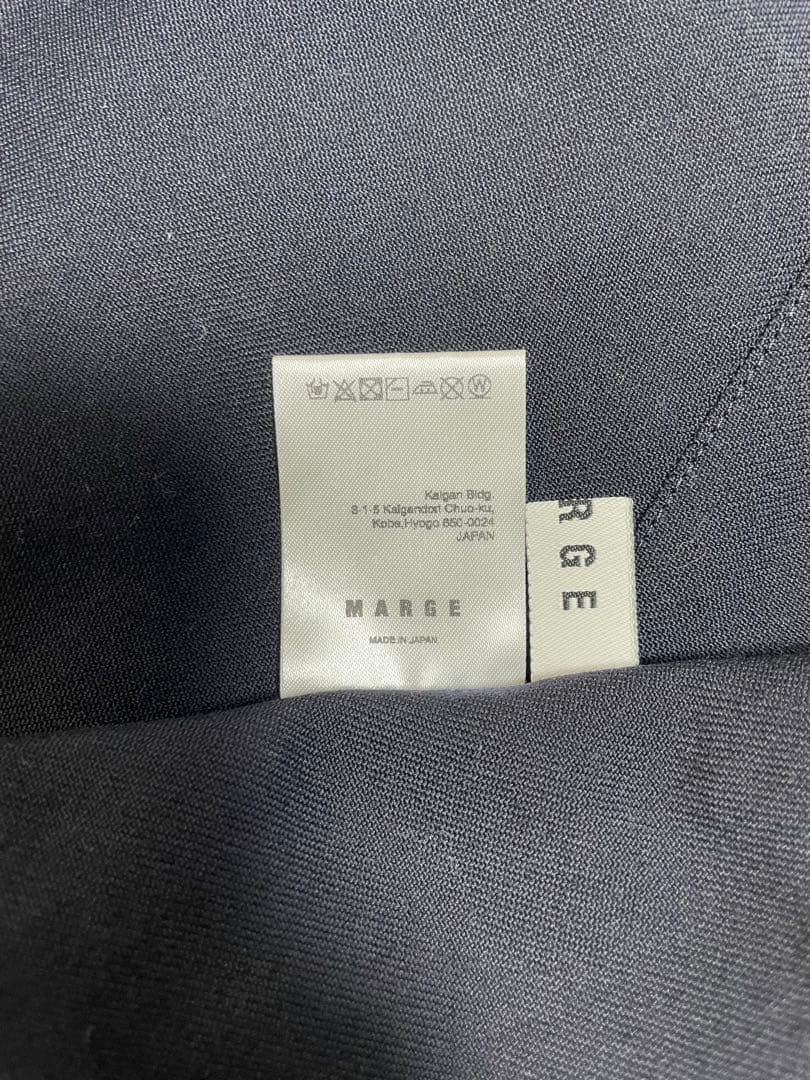 W
Kaigan Bldg.
8-1-5 Kaigandori Chuo-ku,
Kobe,Hyogo 650-0024
JAPAN
MARGE
MADE IN JAPAN
RGE